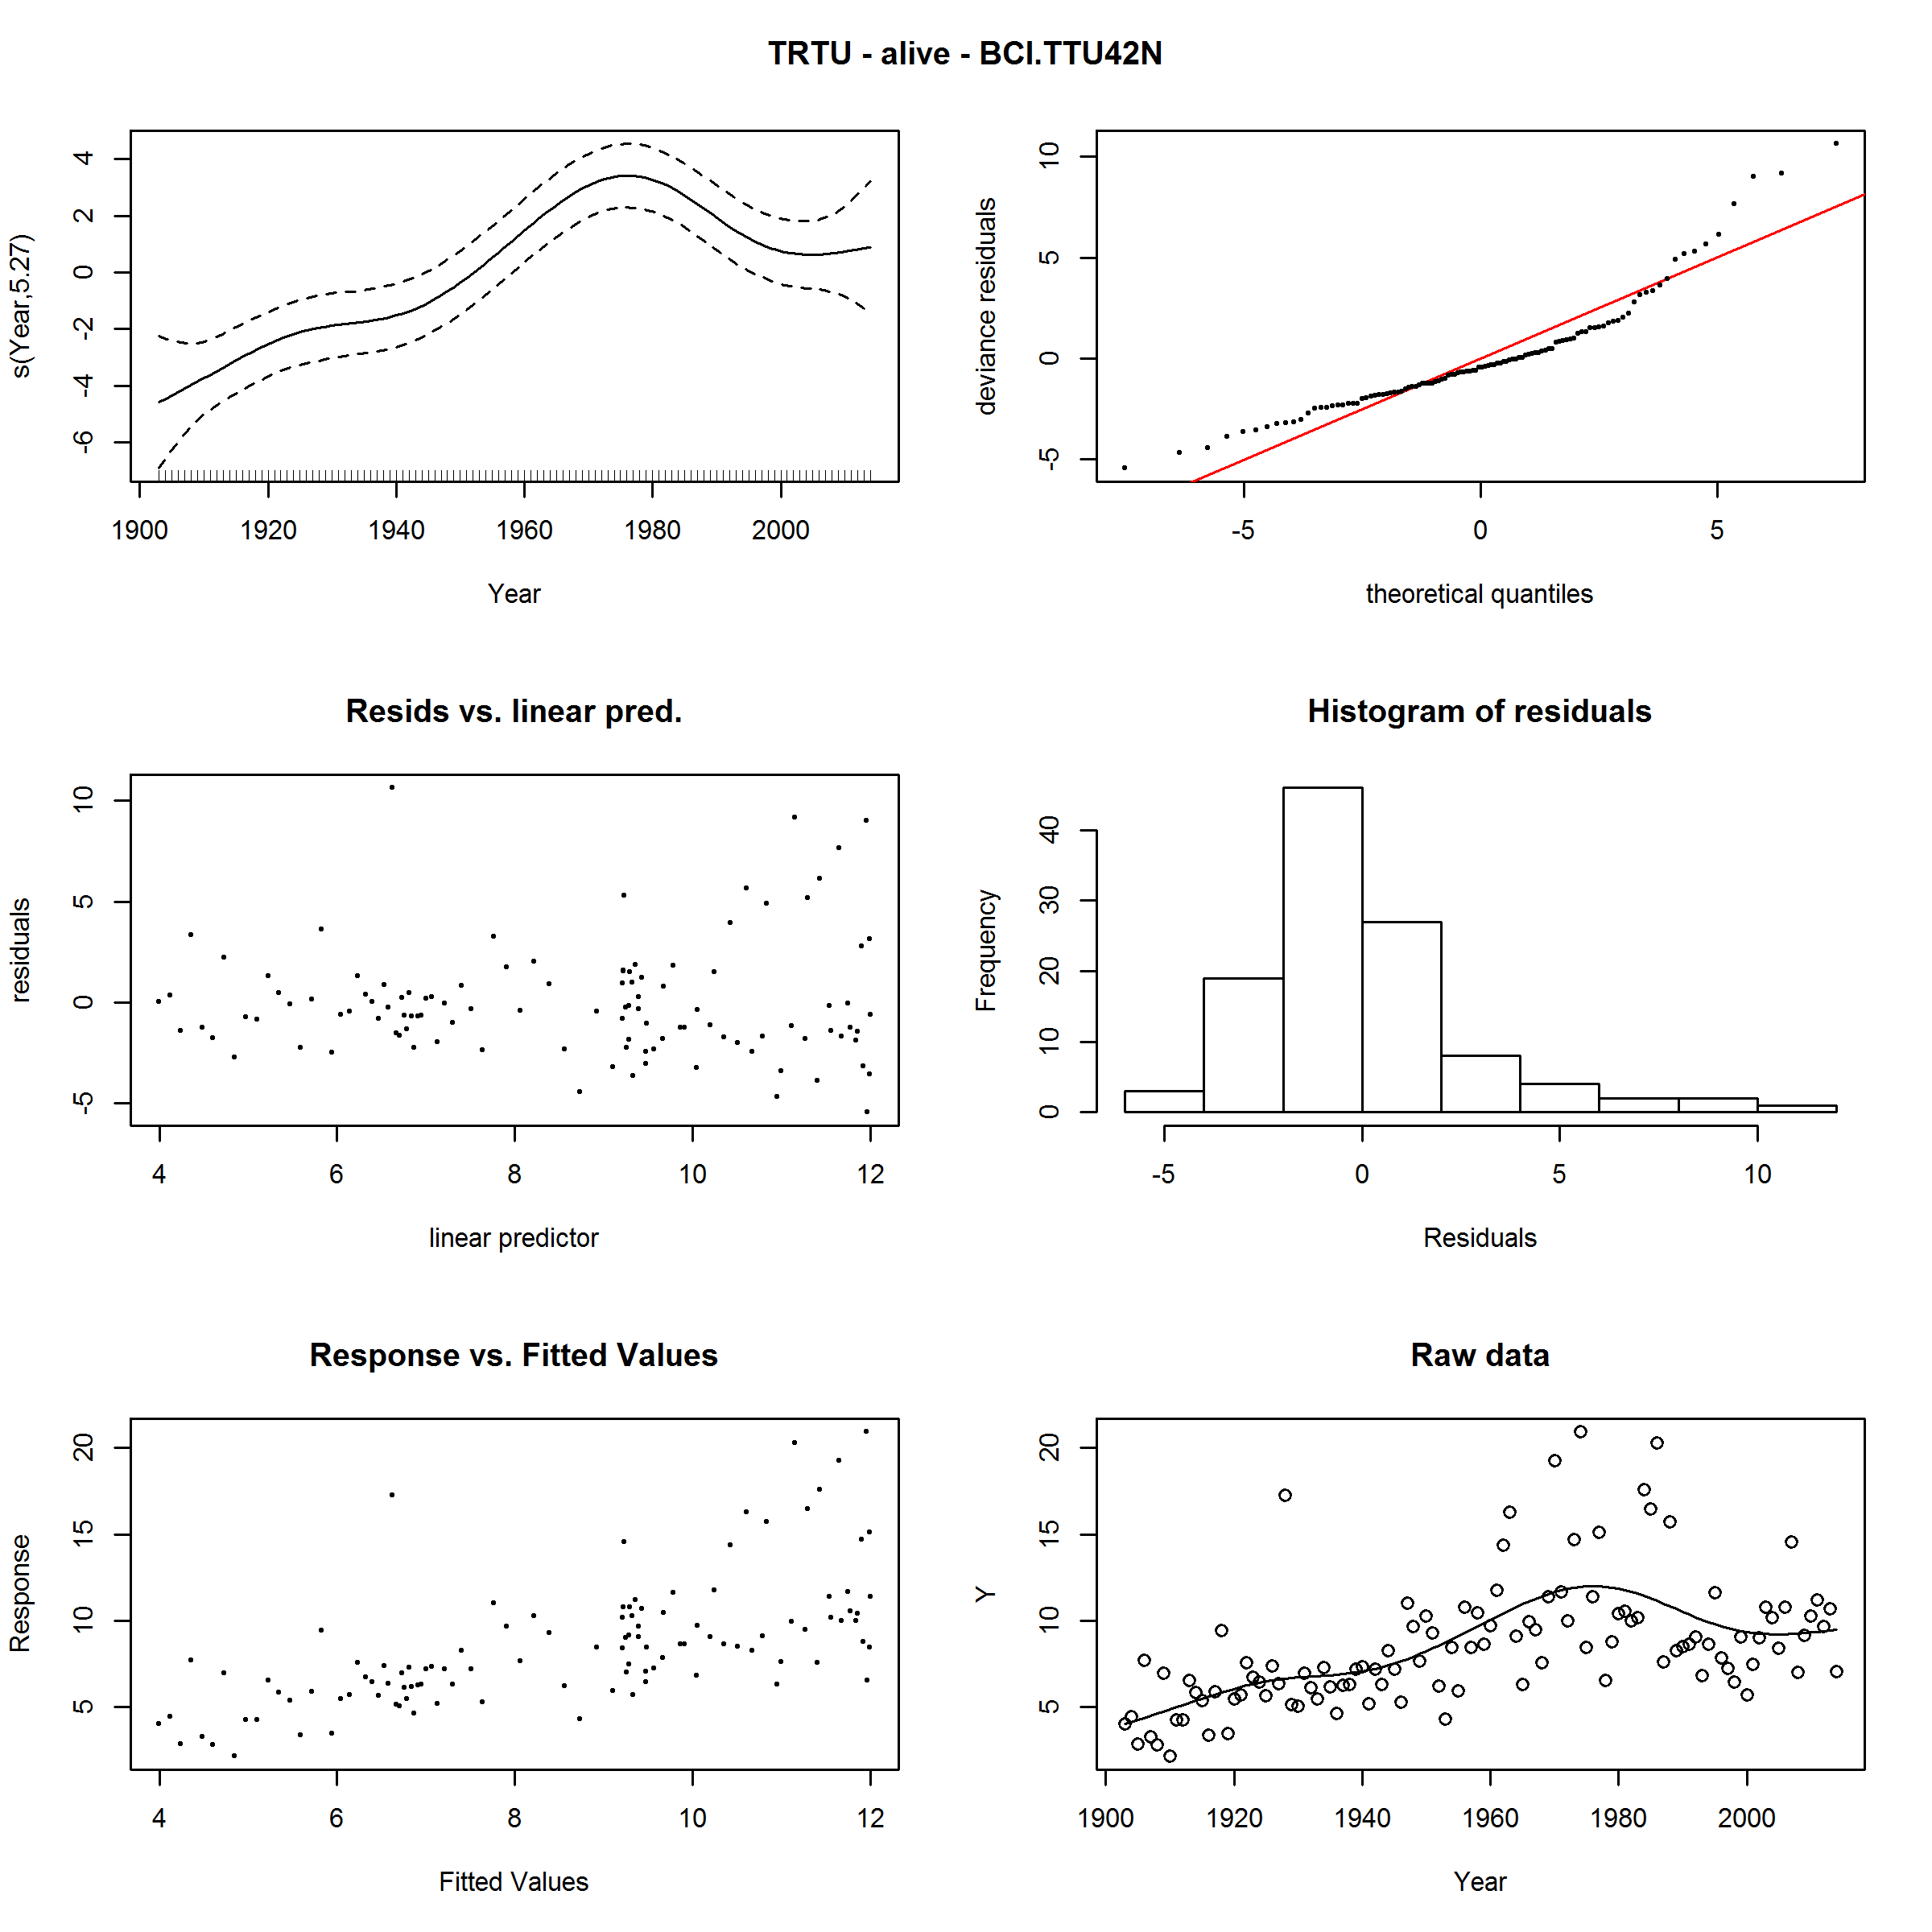 TRTU - alive - BCI.TTU42N
s(Year,5.27)
4
2
0
-2
-4
-6
1900 1920 1940 1960 1980 2000
Year
deviance residuals
10
5
0
-5
-5 0 5
theoretical quantiles
Resids vs. linear pred.
residuals
10
5
0
-5
4 6 8 10 12
linear predictor
Histogram of residuals
Frequency
40
30
20
10
0
-5 0 5 10
Residuals
Response vs. Fitted Values
Response
20
15
10
5
4 6 8 10 12
Fitted Values
Raw data
Y
20
15
10
5
1900 1920 1940 1960 1980 2000
Year